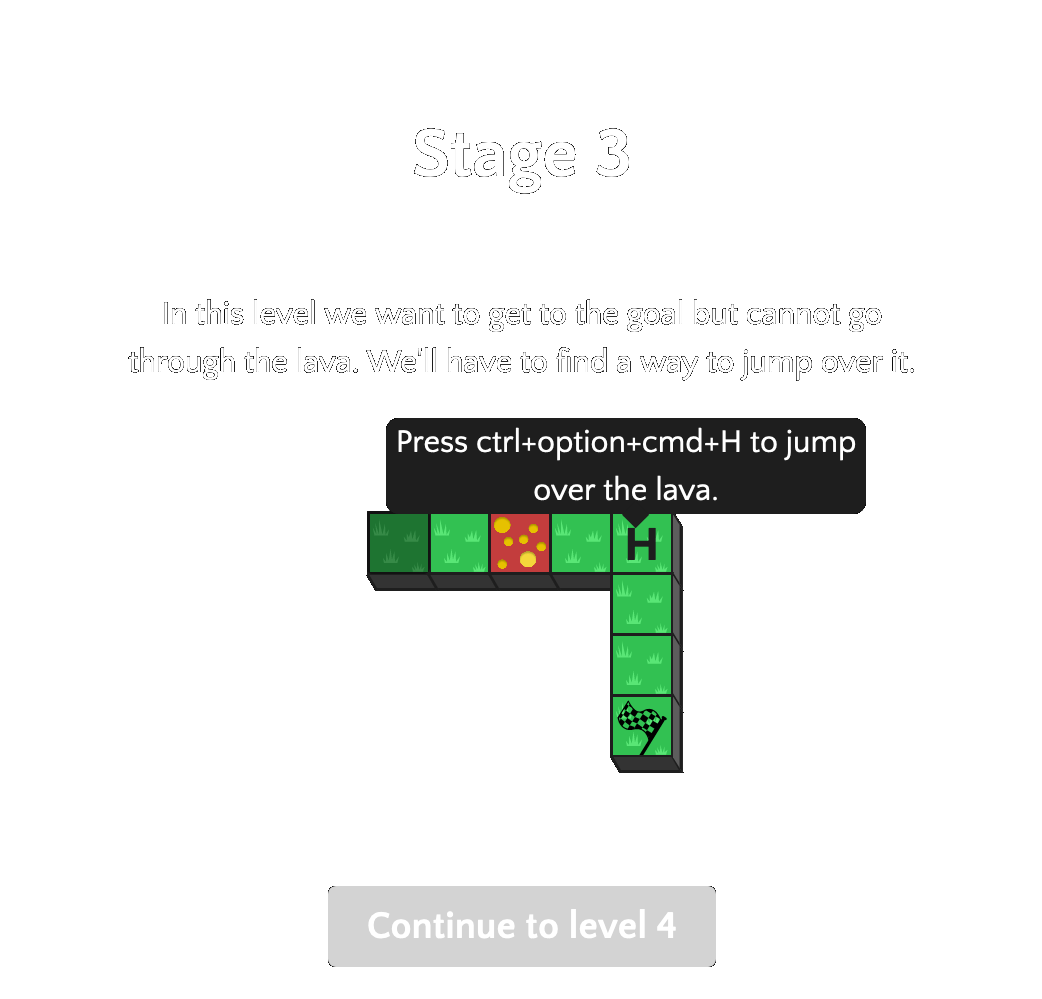 Stage 3
In this level we want to get to the goal but cannot go
through the lava. We'll have to find a way to jump over it.
Press ctrl+option+cmd+H to jump
over the lava.
H
Continue to level 4